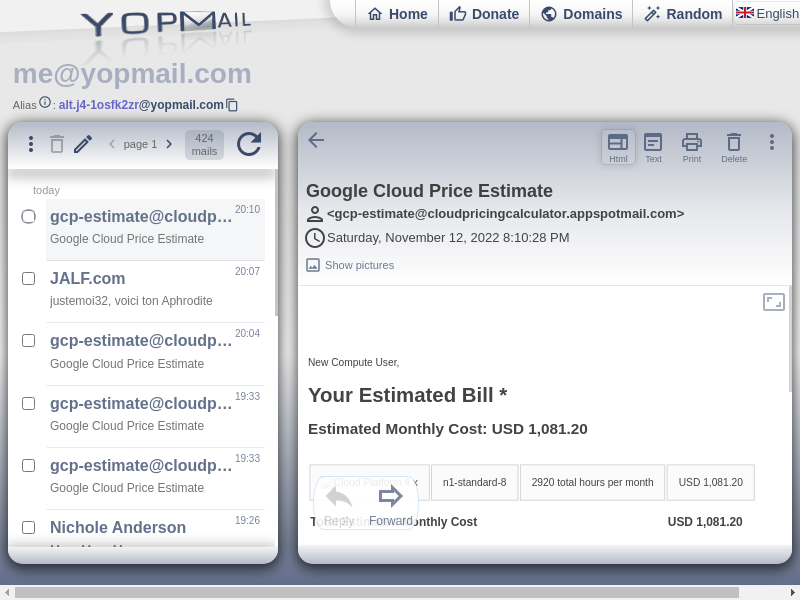 YOPMail
Home
Donate
Domains
Random
English
me@yopmail.com
Alias : alt.j4-1osfk2zr@yopmail.com
page 1
424
mails
today
gcp-estimate@cloudp… 20:10
Google Cloud Price Estimate
JALF.com 20:07
justemoi32, voici ton Aphrodite
gcp-estimate@cloudp… 20:04
Google Cloud Price Estimate
gcp-estimate@cloudp… 19:33
Google Cloud Price Estimate
gcp-estimate@cloudp… 19:33
Google Cloud Price Estimate
Nichole Anderson 19:26
Html
Text
Print
Delete
Google Cloud Price Estimate
<gcp-estimate@cloudpricingcalculator.appspotmail.com>
Saturday, November 12, 2022 8:10:28 PM
Show pictures
New Compute User,
Your Estimated Bill *
Estimated Monthly Cost: USD 1,081.20
Cloud Platform 4 x n1-standard-8 2920 total hours per month USD 1,081.20
Total Estimated Monthly Cost USD 1,081.20
Reply
Forward